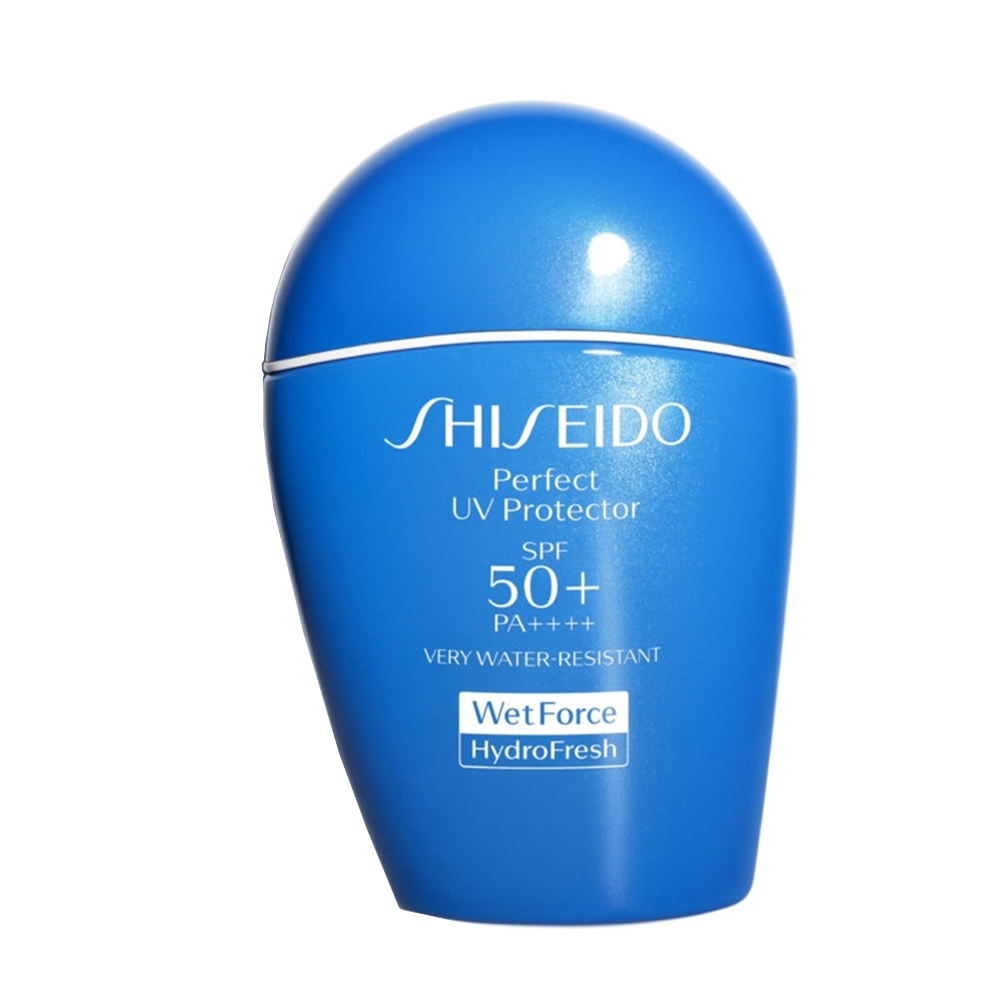 SHISEIDO
Perfect
UV Protector
SPF
50+
PA++++
VERY WATER-RESISTANT
WetForce
HydroFresh